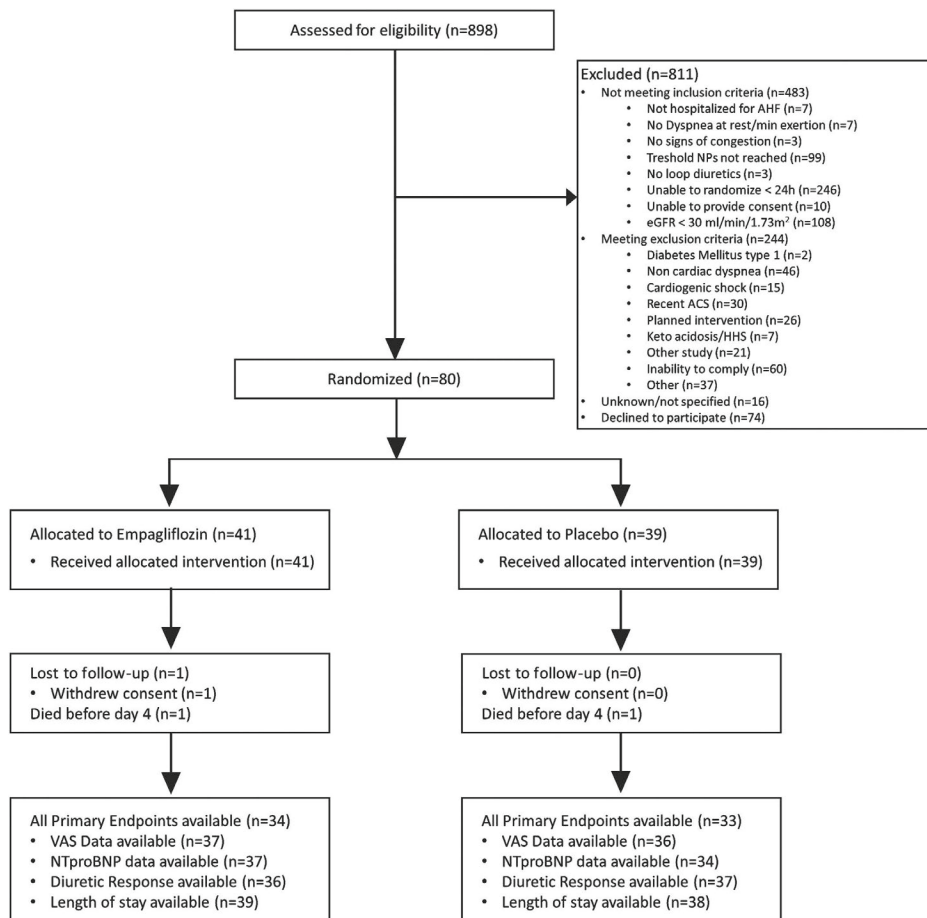 Assessed for eligibility (n=898)
Excluded (n=811)
• Not meeting inclusion criteria (n=483)
• Not hospitalized for AHF (n=7)
• No Dyspnea at rest/min exertion (n=7)
• No signs of congestion (n=3)
• Treshold NPs not reached (n=99)
• No loop diuretics (n=3)
• Unable to randomize < 24h (n=246)
• Unable to provide consent (n=10)
• eGFR < 30 ml/min/1.73m² (n=108)
• Meeting exclusion criteria (n=244)
• Diabetes Mellitus type 1 (n=2)
• Non cardiac dyspnea (n=46)
• Cardiogenic shock (n=15)
• Recent ACS (n=30)
• Planned intervention (n=26)
• Keto acidosis/HHS (n=7)
• Other study (n=21)
• Inability to comply (n=60)
• Other (n=37)
• Unknown/not specified (n=16)
• Declined to participate (n=74)
Randomized (n=80)
Allocated to Empagliflozin (n=41)
• Received allocated intervention (n=41)
Allocated to Placebo (n=39)
• Received allocated intervention (n=39)
Lost to follow-up (n=1)
• Withdrew consent (n=1)
Died before day 4 (n=1)
Lost to follow-up (n=0)
• Withdrew consent (n=0)
Died before day 4 (n=1)
All Primary Endpoints available (n=34)
• VAS Data available (n=37)
• NTproBNP data available (n=37)
• Diuretic Response available (n=36)
• Length of stay available (n=39)
All Primary Endpoints available (n=33)
• VAS Data available (n=36)
• NTproBNP data available (n=34)
• Diuretic Response available (n=37)
• Length of stay available (n=38)